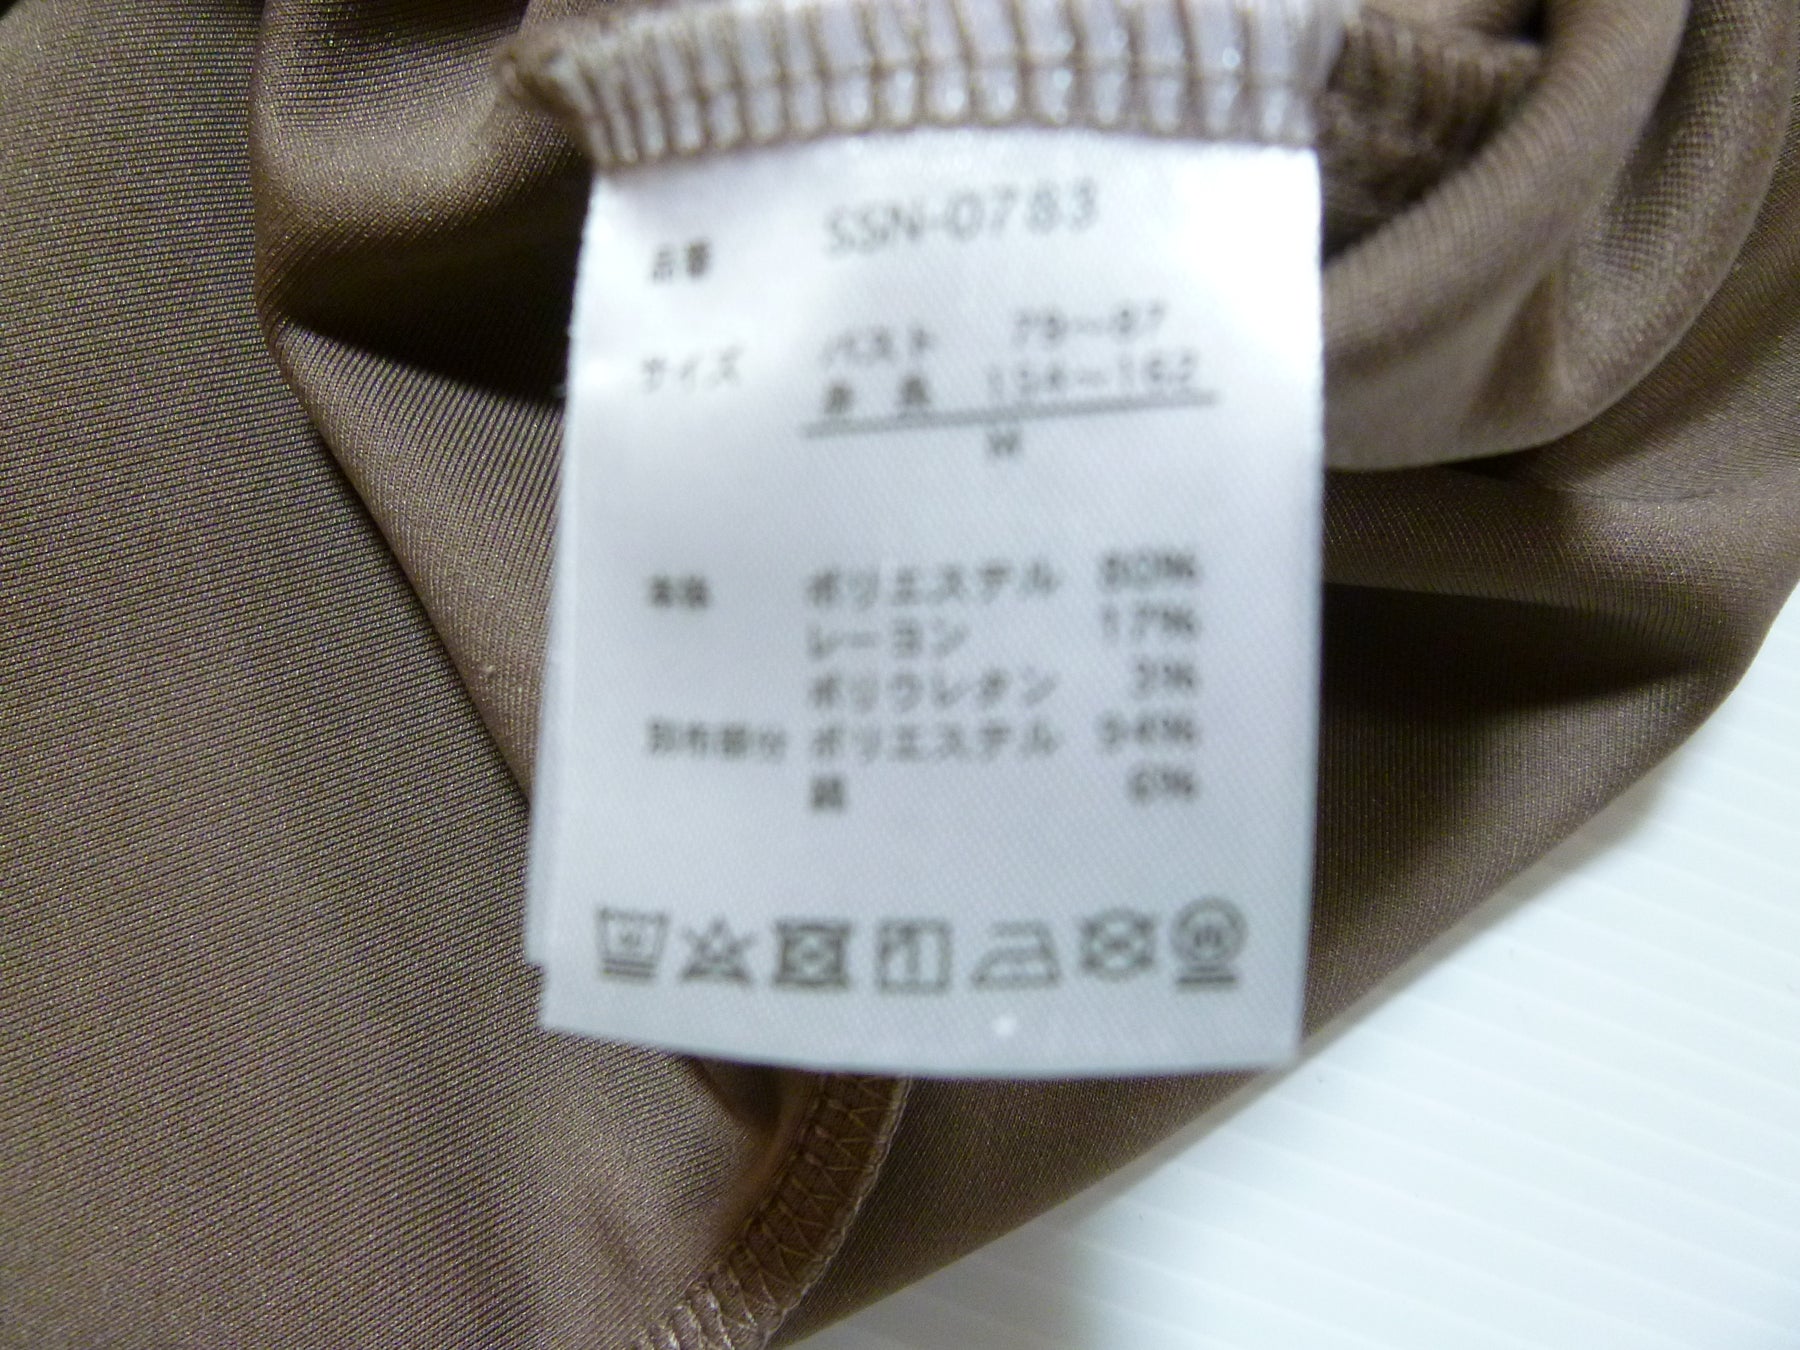 品番 SSN-0783
サイズ バスト 79〜87
身長 154〜162
M
本体 ポリエステル 80%
レーヨン 17%
ポリウレタン 3%
別布部分 ポリエステル 94%
綿 6%